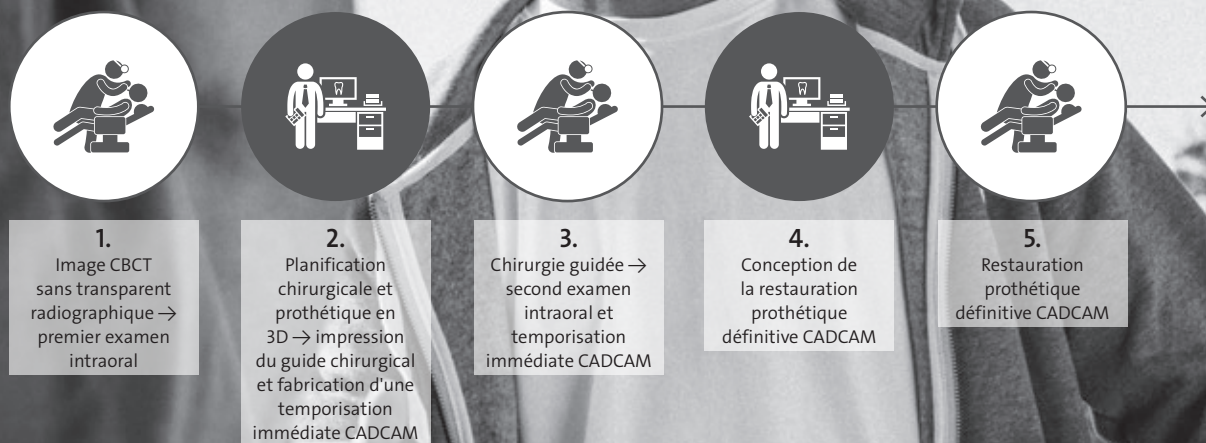 1.
Image CBCT
sans transparent
radiographique →
premier examen
intraoral
2.
Planification
chirurgicale et
prothétique en
3D → impression
du guide chirurgical
et fabrication d'une
temporisation
immédiate CADCAM
3.
Chirurgie guidée →
second examen
intraoral et
temporisation
immédiate CADCAM
4.
Conception de
la restauration
prothétique
définitive CADCAM
5.
Restauration
prothétique
définitive CADCAM